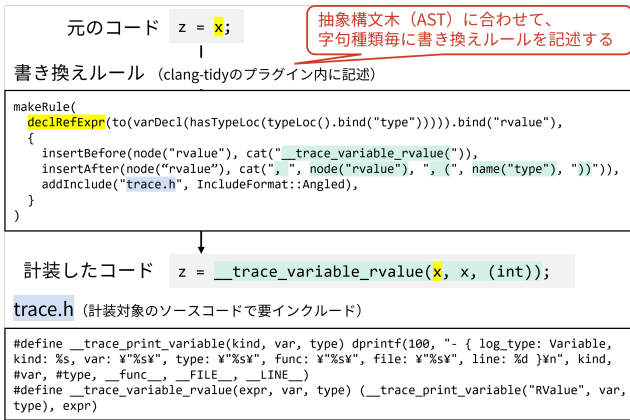 元のコード z = x;
抽象構文木（AST）に合わせて、
字句種類毎に書き換えルールを記述する
書き換えルール（clang-tidyのプラグイン内に記述）
makeRule(
declRefExpr(to(varDecl(hasTypeLoc(typeLoc().bind("type"))))).bind("rvalue"),
{
insertBefore(node("rvalue"), cat("__trace_variable_rvalue(")),
insertAfter(node(“rvalue”), cat(", ", node("rvalue"), ", (", name("type"), "))")),
addInclude("trace.h", IncludeFormat::Angled),
}
)
計装したコード z = __trace_variable_rvalue(x, x, (int));
trace.h（計装対象のソースコードで要インクルード）
#define __trace_print_variable(kind, var, type) dprintf(100, "- { log_type: Variable,
kind: %s, var: ¥"%s¥", type: ¥"%s¥", func: ¥"%s¥", file: ¥"%s¥", line: %d }¥n", kind,
#var, #type, __func__, __FILE__, __LINE__)
#define __trace_variable_rvalue(expr, var, type) (__trace_print_variable("RValue", var,
type), expr)